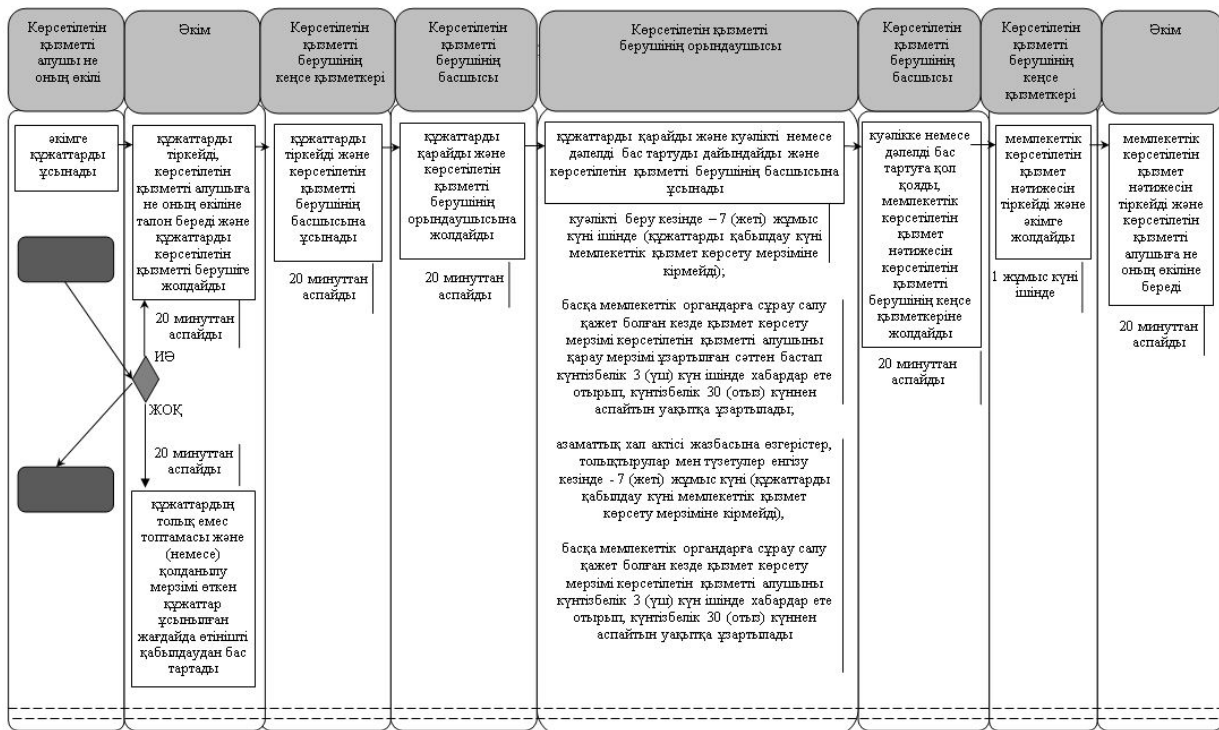 Көрсетілетін
қызметті
алушы не
оның өкілі
Әкім
Көрсетілетін
қызметті
берушінің
кеңсе қызметкері
Көрсетілетін
қызметті
берушінің
басшысы
Көрсетілетін қызметті
берушінің орындаушысы
Көрсетілетін
қызметті
берушінің
басшысы
Көрсетілетін
қызметті
берушінің
кеңсе
қызметкері
Әкім
әкімге
құжаттарды
ұсынады
құжаттарды
тіркейді,
көрсетілетін
қызметті алушыға
не оның өкіліне
талон береді және
құжаттарды
көрсетілетін
қызметті берушіге
жолдайды
20 минуттан
аспайды
ИӘ
ЖОҚ
20 минуттан
аспайды
құжаттардың
толық емес
топтамасы және
(немесе)
қолданылу
мерзімі өткен
құжаттар
ұсынылған
жағдайда өтінішті
қабылдаудан бас
тартады
құжаттарды
тіркейді және
көрсетілетін
қызметті
берушінің
басшысына
ұсынады
20 минуттан
аспайды
құжаттарды
қарайды және
көрсетілетін
қызметті
берушінің
орындаушысына
жолдайды
20 минуттан
аспайды
құжаттарды қарайды және куәлікті немесе
дәлелді бас тартуды дайындайды және
көрсетілетін қызметті берушінің басшысына
ұсынады
куәлікті беру кезінде – 7 (жеті) жұмыс
күні ішінде (құжаттарды қабылдау күні
мемлекеттік қызмет көрсету мерзіміне
кірмейді);
басқа мемлекеттік органдарға сұрау салу
қажет болған кезде қызмет көрсету
мерзімі көрсетілетін қызметті алушыны
қарау мерзімі ұзартылған сәттен бастап
күнтізбелік 3 (үш) күн ішінде хабардар ете
отырып, күнтізбелік 30 (отыз) күннен
аспайтын уақытқа ұзартылады;
азаматтық хал актісі жазбасына өзгерістер,
толықтырулар мен түзетулер енгізу
кезінде - 7 (жеті) жұмыс күні (құжаттарды
қабылдау күні мемлекеттік қызмет
көрсету мерзіміне кірмейді),
басқа мемлекеттік органдарға сұрау салу
қажет болған кезде қызмет көрсету
мерзімі көрсетілетін қызметті алушыны
күнтізбелік 3 (үш) күн ішінде хабардар ете
отырып, күнтізбелік 30 (отыз) күннен
аспайтын уақытқа ұзартылады
куәлікке немесе
дәлелді бас
тартуға қол
қояды,
мемлекеттік
көрсетілетін
қызмет
нәтижесін
көрсетілетін
қызметті
берушінің кеңсе
қызметкеріне
жолдайды
20 минуттан
аспайды
мемлекеттік
көрсетілетін
қызмет
нәтижесін
тіркейді және
әкімге
жолдайды
1 жұмыс күні
ішінде
мемлекеттік
көрсетілетін
қызмет
нәтижесін
тіркейді және
көрсетілетін
қызметті
алушыға не
оның өкіліне
береді
20 минуттан
аспайды